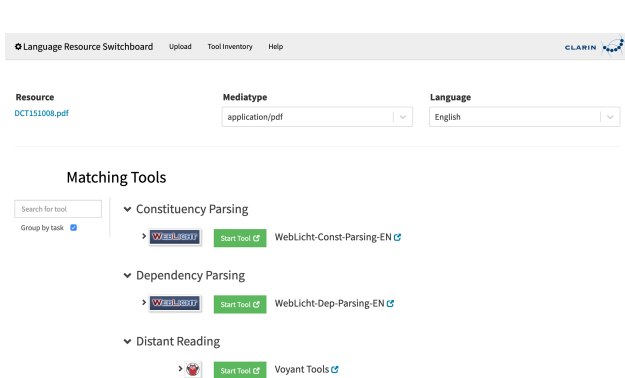 Language Resource Switchboard Upload Tool Inventory Help CLARIN
Resource Mediatype Language
DCT151008.pdf application/pdf English
Matching Tools
Search for tool
Group by task
Constituency Parsing
WEBLICHT Start Tool WebLicht-Const-Parsing-EN
Dependency Parsing
WEBLICHT Start Tool WebLicht-Dep-Parsing-EN
Distant Reading
Start Tool Voyant Tools